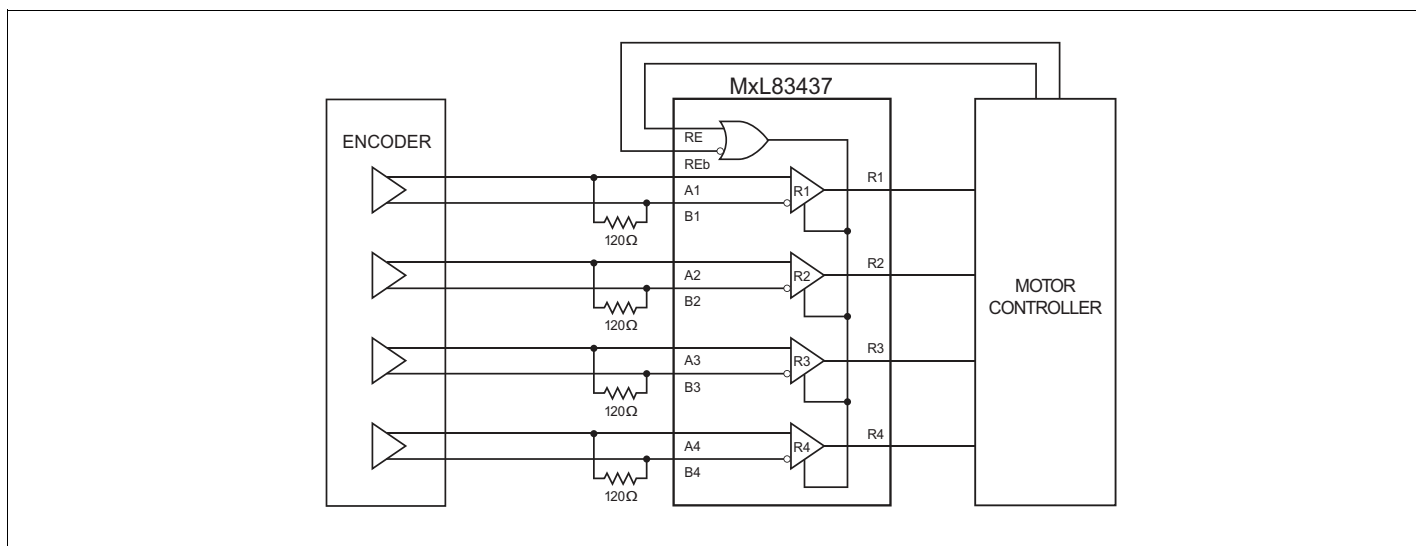 MxL83437
ENCODER
RE
REb
A1
B1
R1
R1
120Ω
A2
B2
R2
R2
120Ω
MOTOR
CONTROLLER
A3
B3
R3
R3
120Ω
A4
B4
R4
R4
120Ω